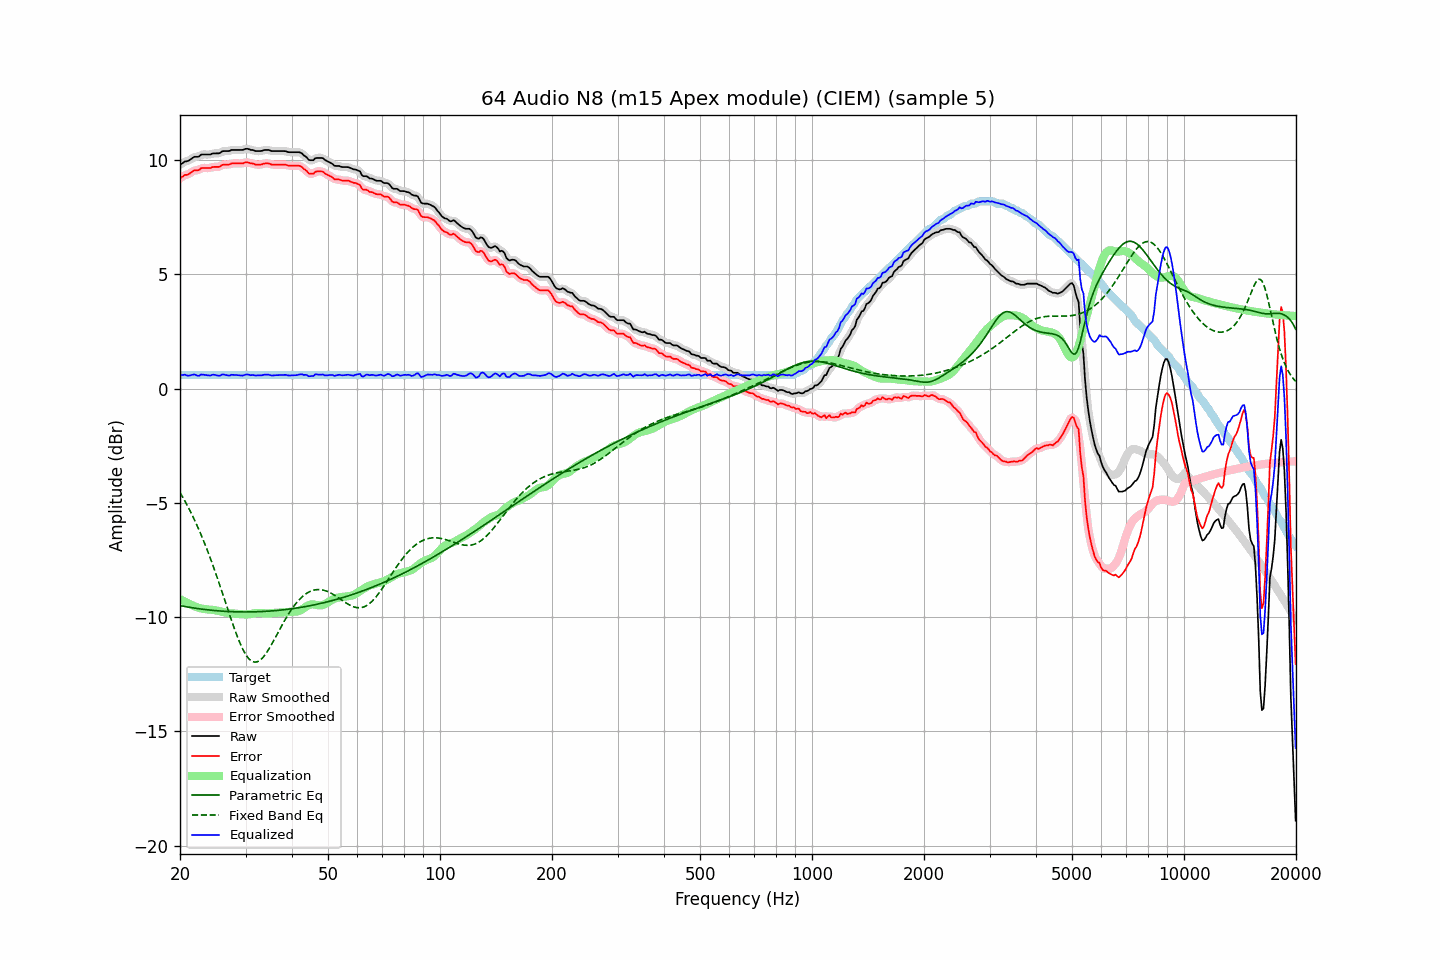 64 Audio N8 (m15 Apex module) (CIEM) (sample 5)
10
5
0
−5
−10
−15
−20
Amplitude (dBr)
Target
Raw Smoothed
Error Smoothed
Raw
Error
Equalization
Parametric Eq
Fixed Band Eq
Equalized
20
50
100
200
500
1000
2000
5000
10000
20000
Frequency (Hz)